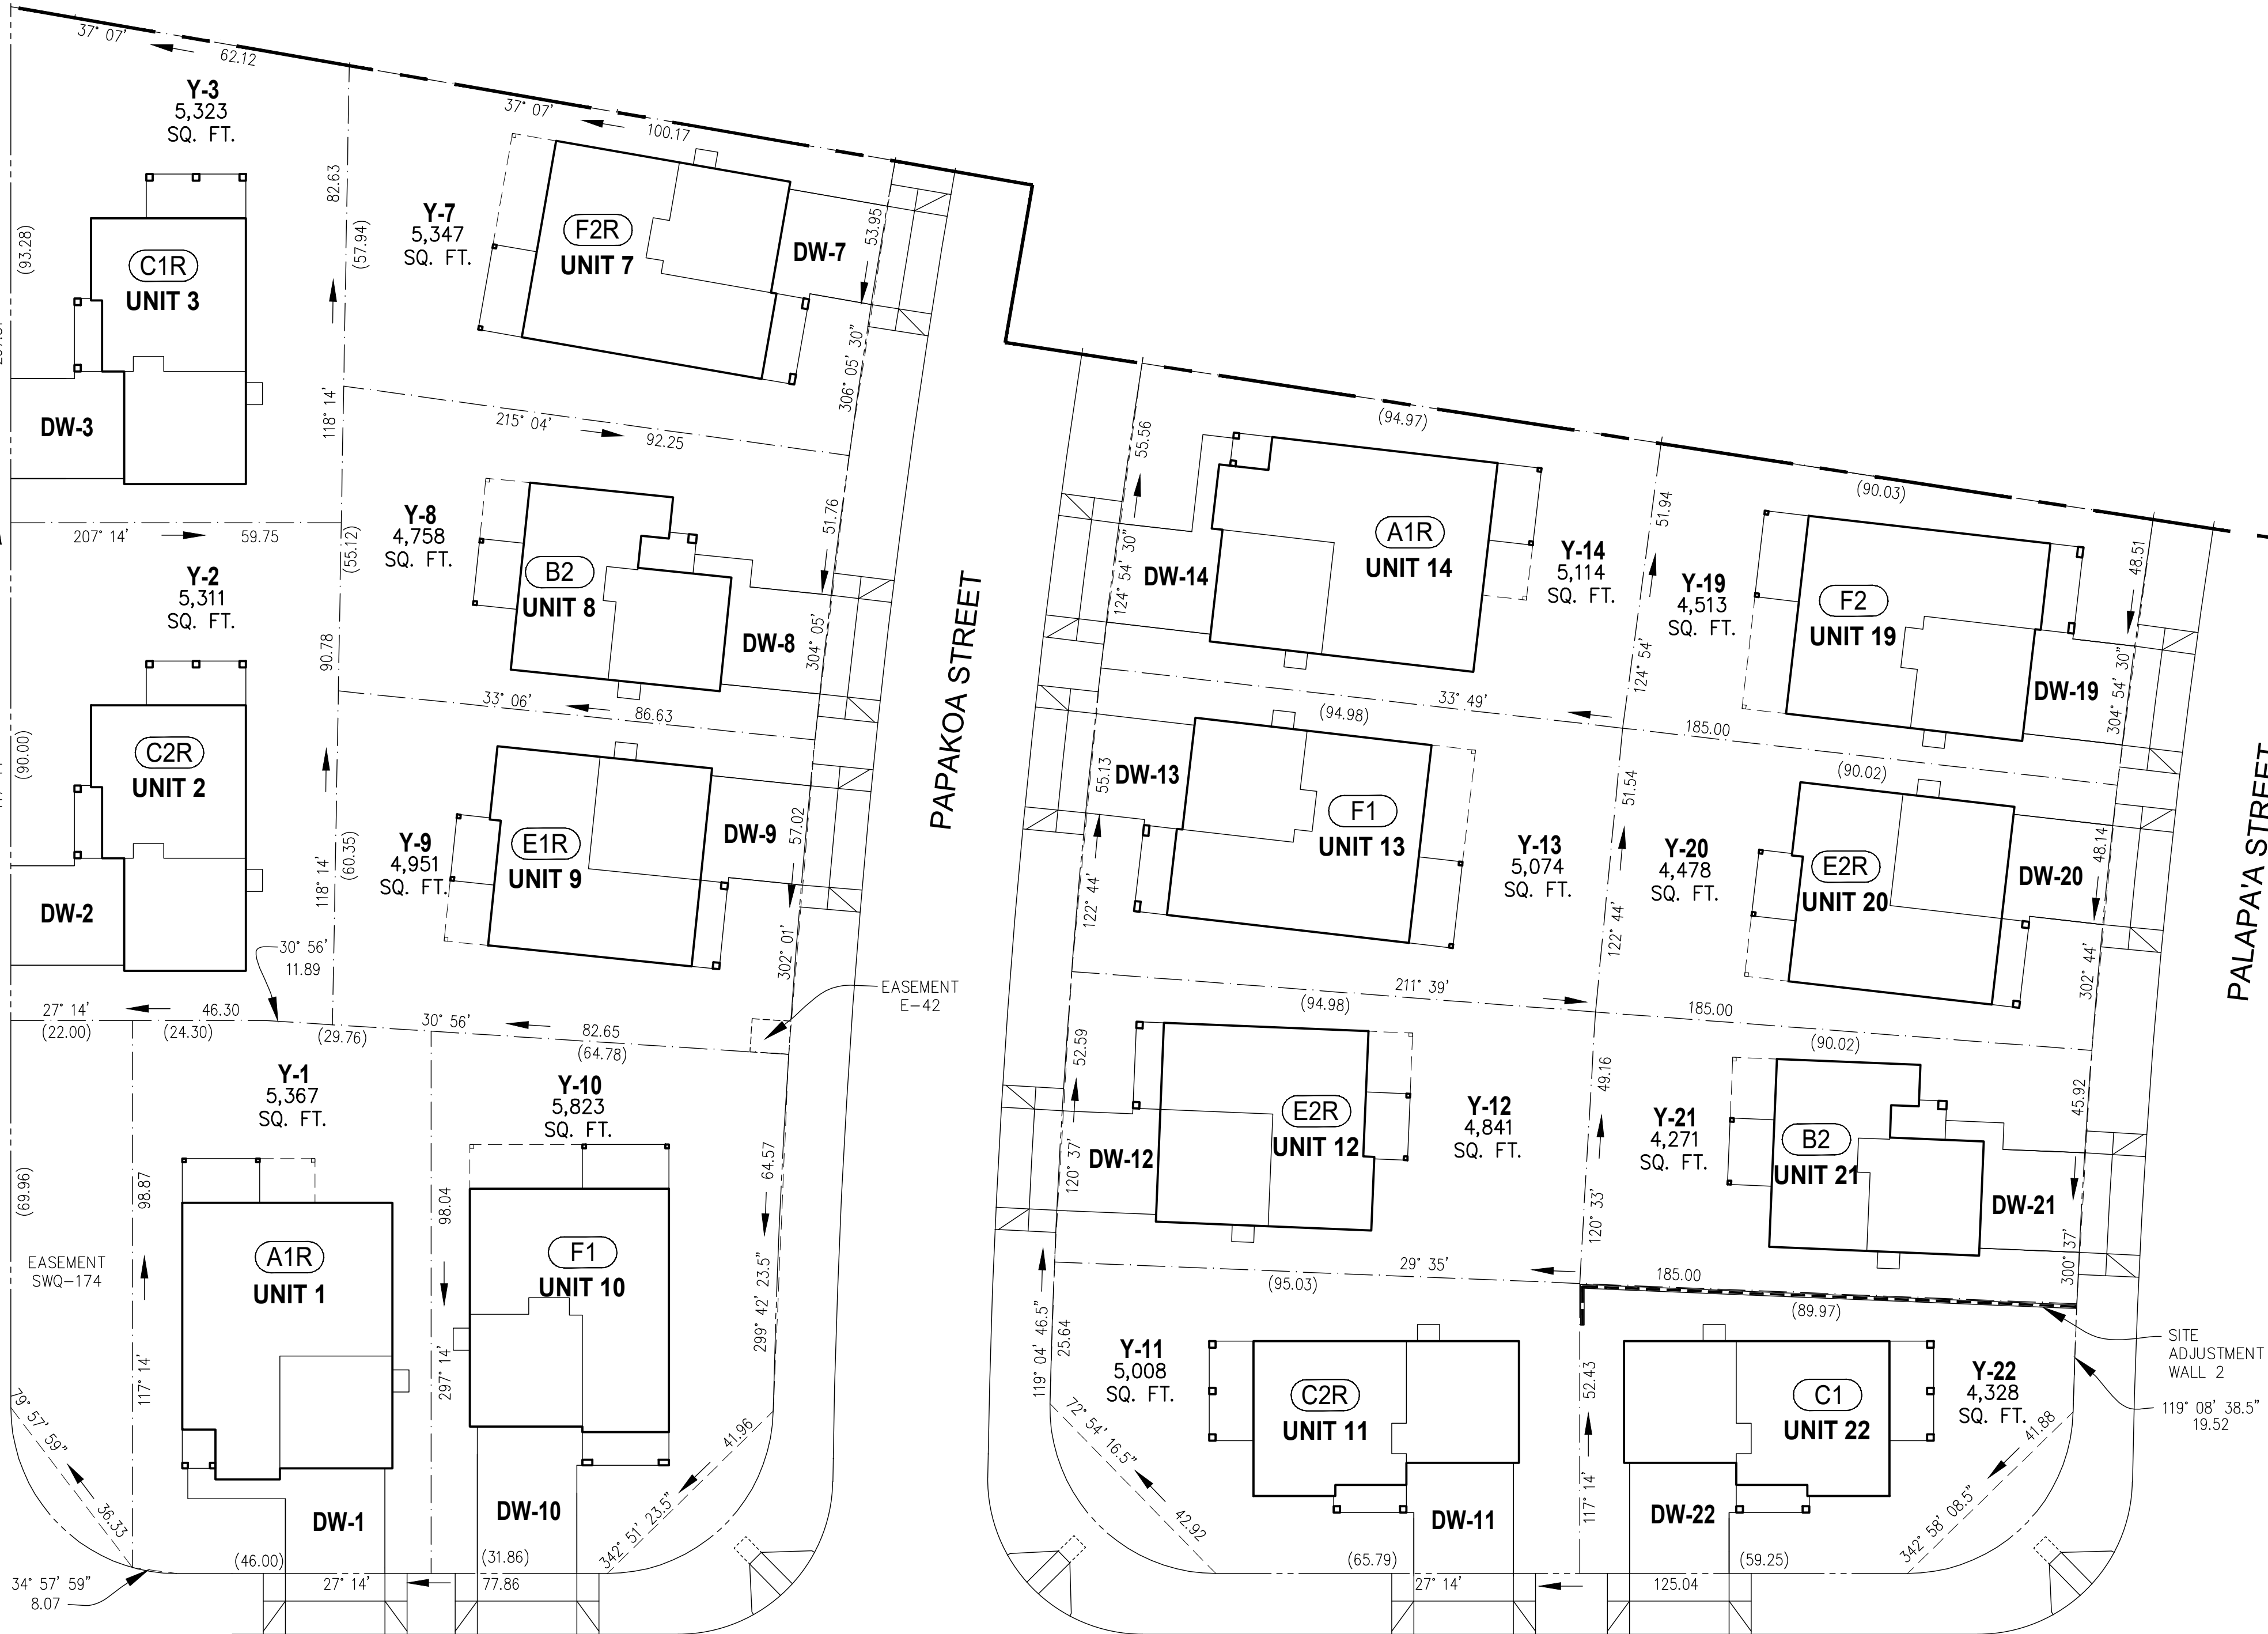 37° 07'
62.12
Y-3
5,323
SQ. FT.
82.63
(93.28)
C1R
UNIT 3
DW-3
118° 14'
207° 14'
59.75
37° 07'
100.17
Y-7
5,347
SQ. FT.
(57.94)
F2R
UNIT 7
DW-7
53.95
306° 05' 30"
215° 04'
92.25
Y-8
4,758
SQ. FT.
(55.12)
B2
UNIT 8
DW-8
51.76
304° 05'
33° 06'
86.63
Y-2
5,311
SQ. FT.
90.78
(90.00)
C2R
UNIT 2
DW-2
118° 14'
(60.35)
Y-9
4,951
SQ. FT.
E1R
UNIT 9
DW-9
57.02
302° 01'
30° 56'
11.89
EASEMENT
E-42
27° 14'
46.30
(22.00)
(24.30)
(29.76)
30° 56'
82.65
(64.78)
Y-1
5,367
SQ. FT.
(69.96)
98.87
EASEMENT
SWQ-174
117° 14'
A1R
UNIT 1
DW-1
79° 57' 59"
36.33
34° 57' 59"
8.07
(46.00)
27° 14'
77.86
(31.86)
Y-10
5,823
SQ. FT.
98.04
297° 14'
F1
UNIT 10
DW-10
64.57
299° 42' 23.5"
41.96
342° 51' 23.5"
PAPAKOA STREET
(94.97)
55.56
124° 54' 30"
A1R
UNIT 14
DW-14
Y-14
5,114
SQ. FT.
51.94
124° 54'
33° 49'
(94.98)
185.00
(90.03)
Y-19
4,513
SQ. FT.
F2
UNIT 19
DW-19
48.51
304° 54' 30"
(90.02)
DW-13
55.13
122° 44'
F1
UNIT 13
Y-13
5,074
SQ. FT.
51.54
122° 44'
211° 39'
(94.98)
185.00
Y-20
4,478
SQ. FT.
E2R
UNIT 20
DW-20
48.14
302° 44'
(90.02)
PALAPA'A STREET
52.59
120° 37'
E2R
UNIT 12
DW-12
Y-12
4,841
SQ. FT.
49.16
120° 33'
29° 35'
(95.03)
185.00
Y-21
4,271
SQ. FT.
B2
UNIT 21
DW-21
45.92
300° 37'
(89.97)
119° 04' 46.5"
25.64
Y-11
5,008
SQ. FT.
C2R
UNIT 11
DW-11
72° 54' 16.5"
42.92
(65.79)
27° 14'
52.43
117° 14'
C1
UNIT 22
DW-22
Y-22
4,328
SQ. FT.
SITE
ADJUSTMENT
WALL 2
119° 08' 38.5"
19.52
41.88
342° 58' 08.5"
(59.25)
125.04